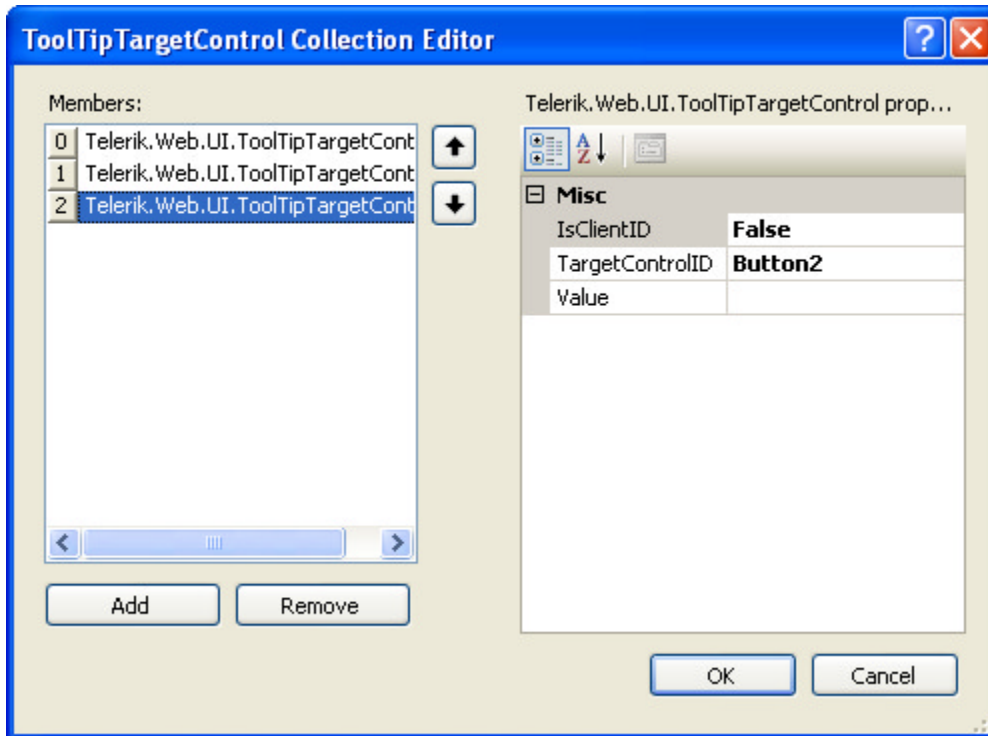 ToolTipTargetControl Collection Editor
Members:
0 Telerik.Web.UI.ToolTipTargetCont
1 Telerik.Web.UI.ToolTipTargetCont
2 Telerik.Web.UI.ToolTipTargetCont
Add Remove
Telerik.Web.UI.ToolTipTargetControl prop...
Misc
IsClientID False
TargetControlID Button2
Value
OK Cancel